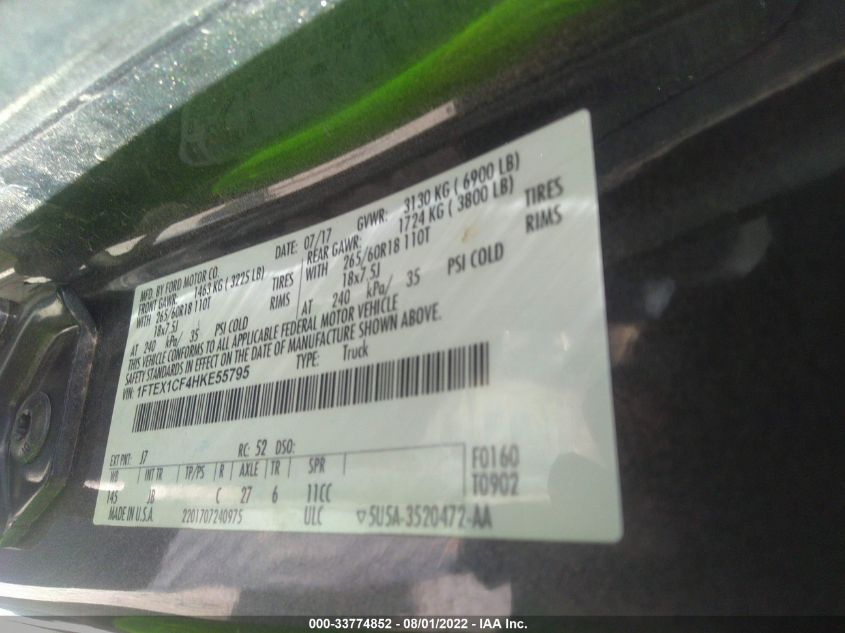 MFD. BY FORD MOTOR CO.
DATE: 07/17 GVWR: 3130 KG ( 6900 LB)
FRONT GAWR: 1463 KG ( 3225 LB)
REAR GAWR: 1724 KG ( 3800 LB)
WITH 265/60R18 110T TIRES
WITH 265/60R18 110T TIRES
18x7.5J RIMS
18x7.5J RIMS
AT 240 kPa/ 35 PSI COLD
AT 240 kPa/ 35 PSI COLD
THIS VEHICLE CONFORMS TO ALL APPLICABLE FEDERAL MOTOR VEHICLE
SAFETY STANDARDS IN EFFECT ON THE DATE OF MANUFACTURE SHOWN ABOVE.
VIN: 1FTEX1CF4HKE55795 TYPE: Truck
EXT PNT: J7 RC: 52 DSO:
WB INT TR TP/PS R AXLE TR SPR F0160
145 JB C 27 6 11CC T0902
MADE IN U.S.A. 2201707240975 ULC ▽5U5A-3520472-AA
000-33774852 - 08/01/2022 - IAA Inc.